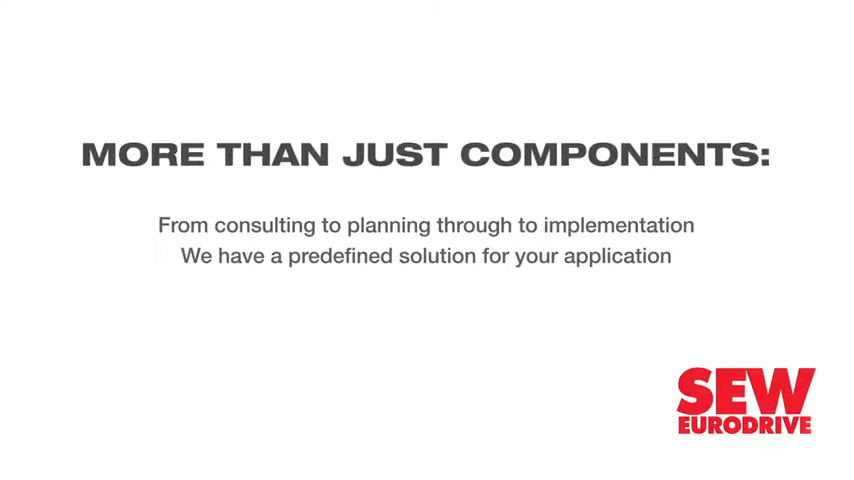 MORE THAN JUST COMPONENTS:
From consulting to planning through to implementation
We have a predefined solution for your application
SEW
EURODRIVE